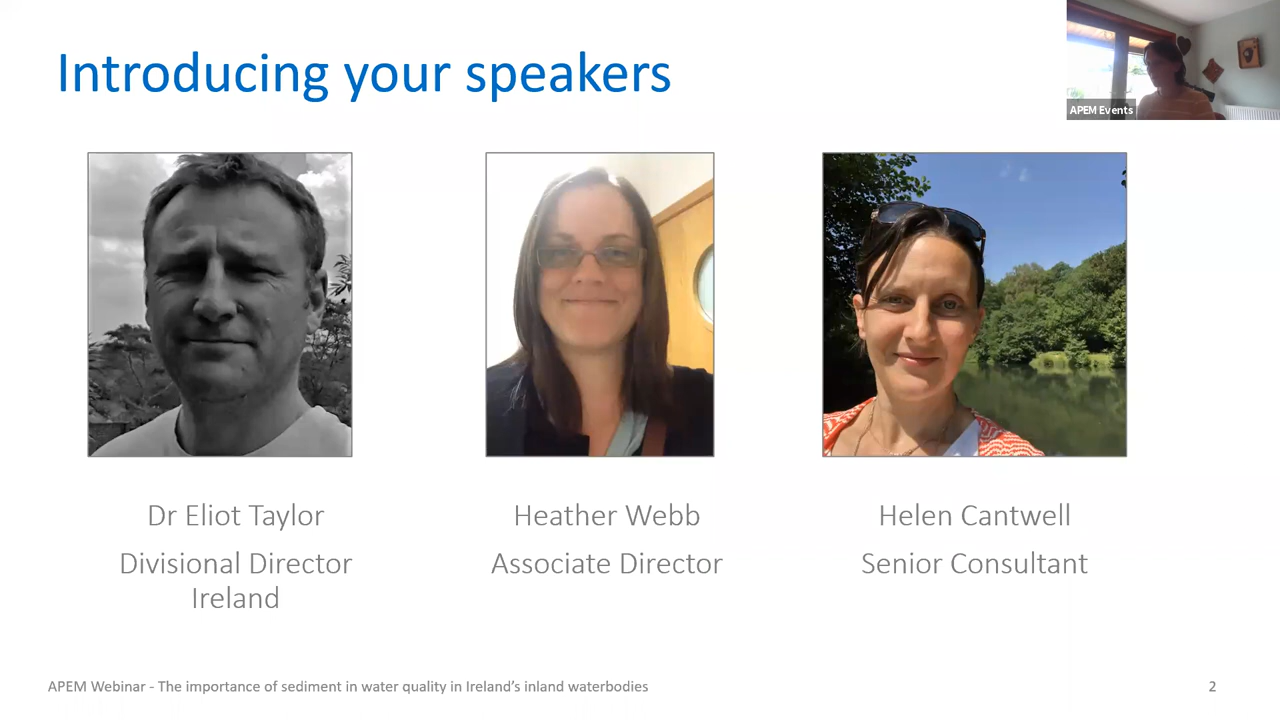 Introducing your speakers
APEM Events
Dr Eliot Taylor
Divisional Director
Ireland
Heather Webb
Associate Director
Helen Cantwell
Senior Consultant
APEM Webinar - The importance of sediment in water quality in Ireland's inland waterbodies
2